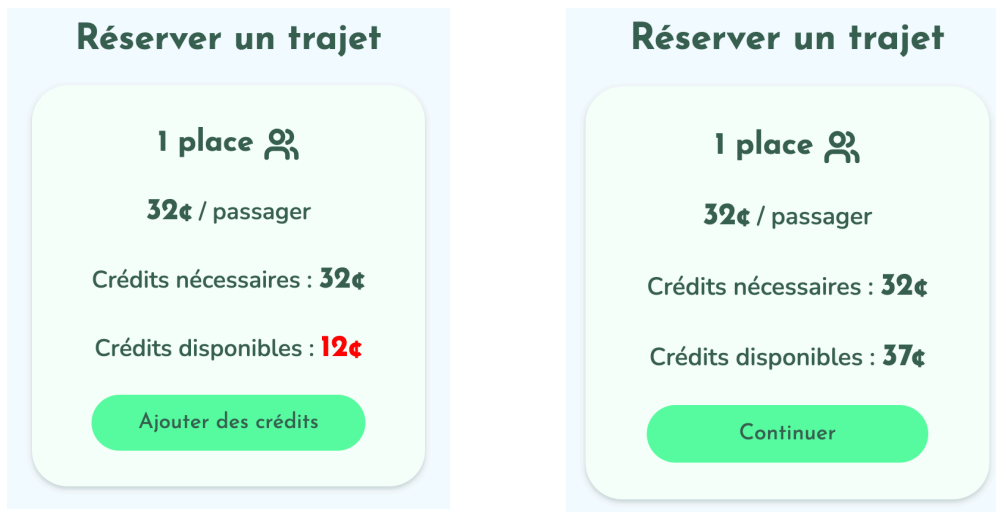 Réserver un trajet
1 place
32¢ / passager
Crédits nécessaires : 32¢
Crédits disponibles : 12¢
Ajouter des crédits
Réserver un trajet
1 place
32¢ / passager
Crédits nécessaires : 32¢
Crédits disponibles : 37¢
Continuer